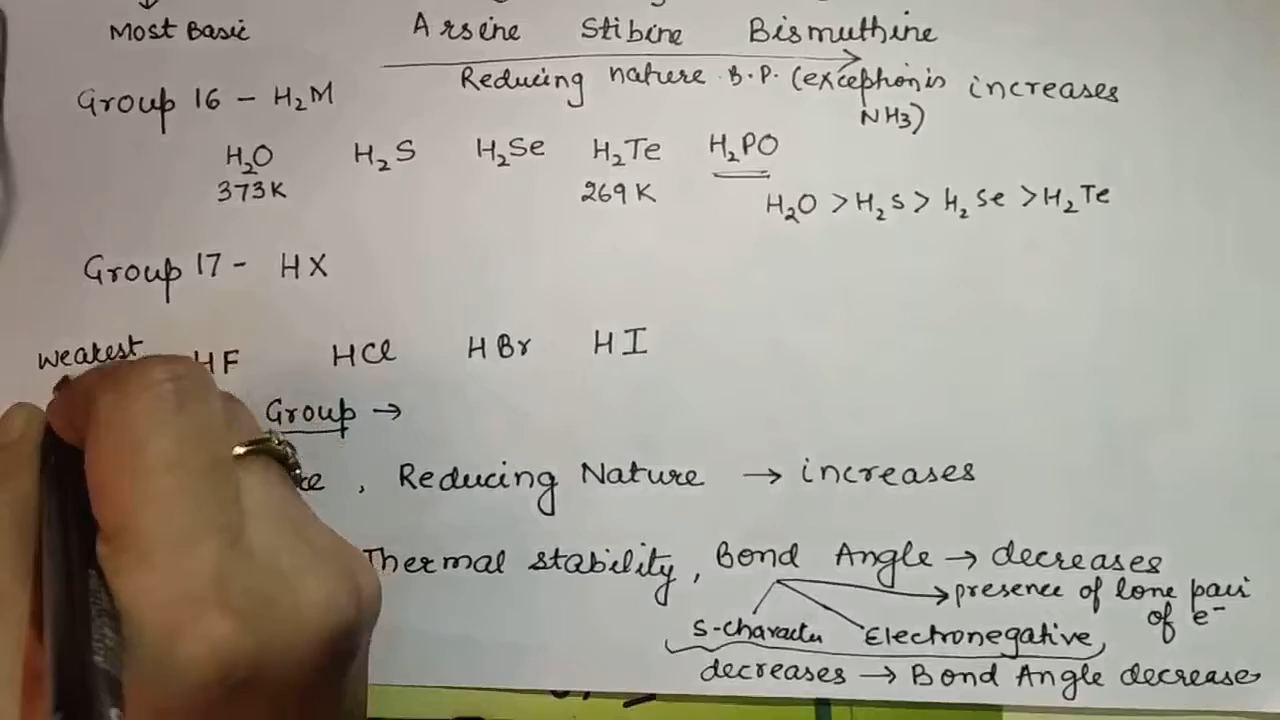 Most Basic Arsine Stibine Bismuthine
Reducing nature B.P. (exception is NH3) increases
Group 16 - H2M
H2O H2S H2Se H2Te H2PO
373K 269K
H2O > H2S > H2Se > H2Te
Group 17 - HX
Weakest HF HCl HBr HI
Group →
, Reducing Nature → increases
Thermal stability, Bond Angle → decreases
presence of lone pair of e-
s-character Electronegative
decreases → Bond Angle decrease